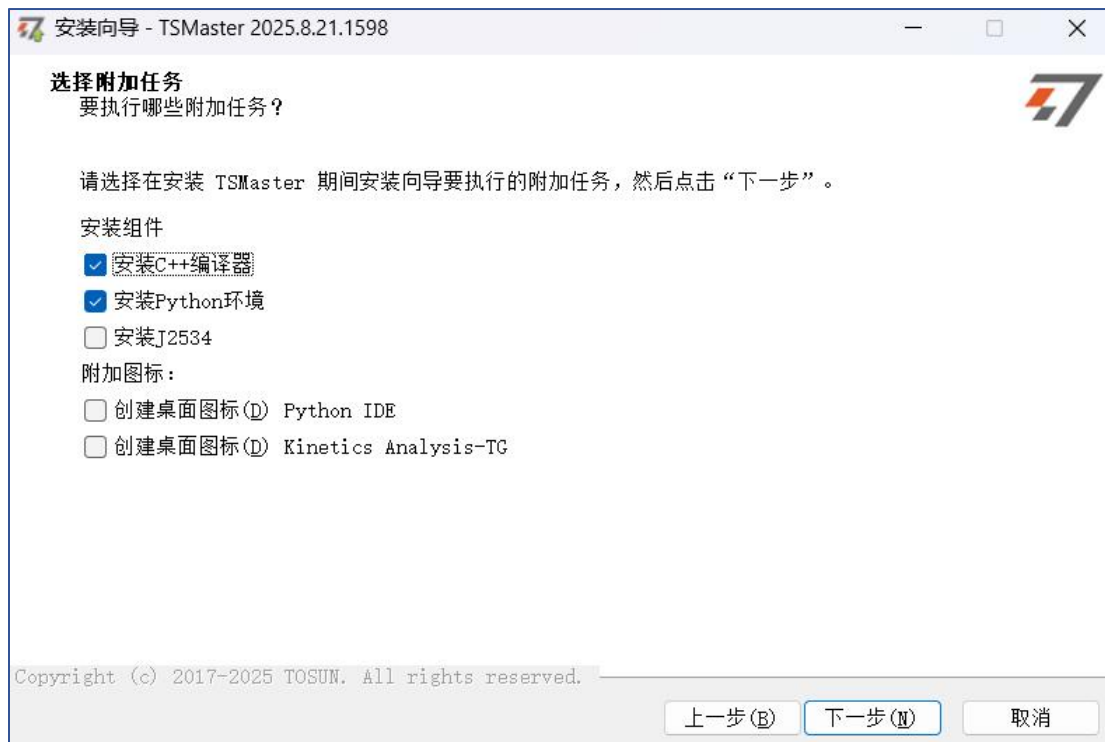 安装向导 - TSMaster 2025.8.21.1598
选择附加任务
要执行哪些附加任务？
请选择在安装 TSMaster 期间安装向导要执行的附加任务，然后点击“下一步”。
安装组件
安装C++编译器
安装Python环境
安装J2534
附加图标：
创建桌面图标(D) Python IDE
创建桌面图标(D) Kinetics Analysis-TG
Copyright (c) 2017-2025 TOSUN. All rights reserved.
上一步(B) 下一步(N) 取消